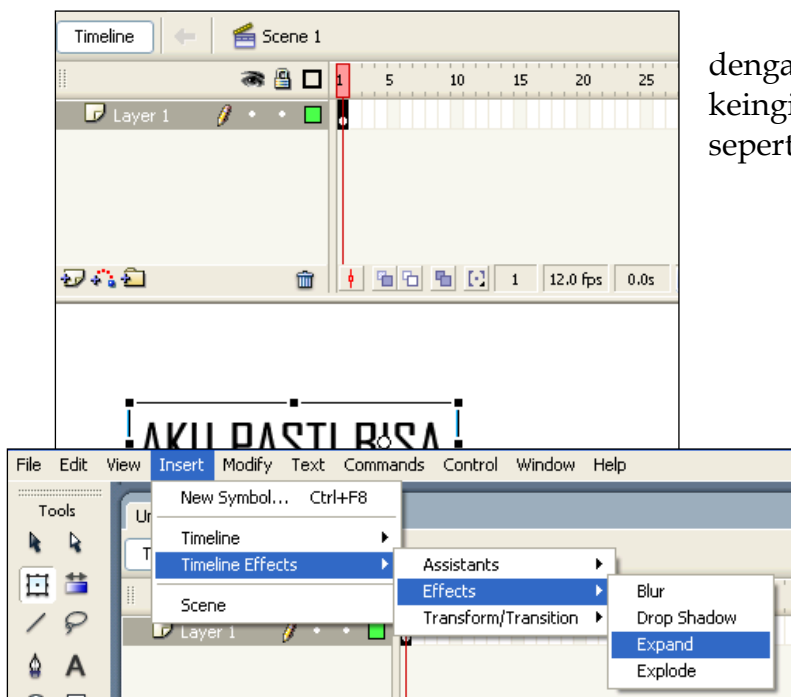 Timeline
Scene 1
1 5 10 15 20 25
Layer 1
1 12.0 fps 0.0s
denga
keingi
sepert
AKU PASTI BISA
File Edit View Insert Modify Text Commands Control Window Help
Tools
New Symbol... Ctrl+F8
Timeline
Timeline Effects
Scene
Un
T
Layer 1
Assistants
Effects
Transform/Transition
Blur
Drop Shadow
Expand
Explode